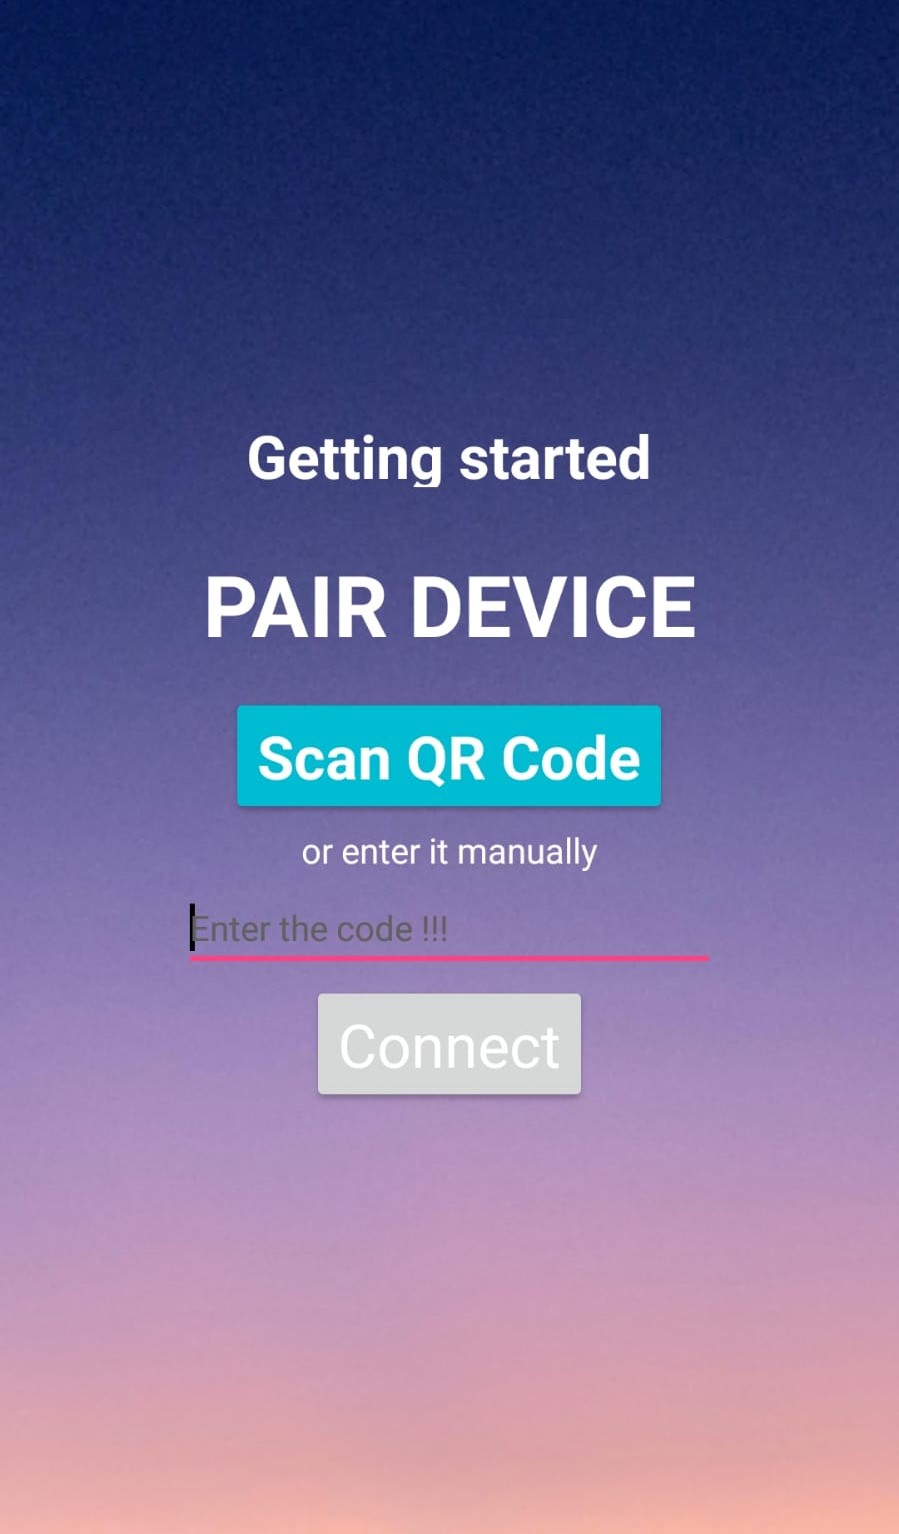 Getting started
PAIR DEVICE
Scan QR Code
or enter it manually
Enter the code !!!
Connect